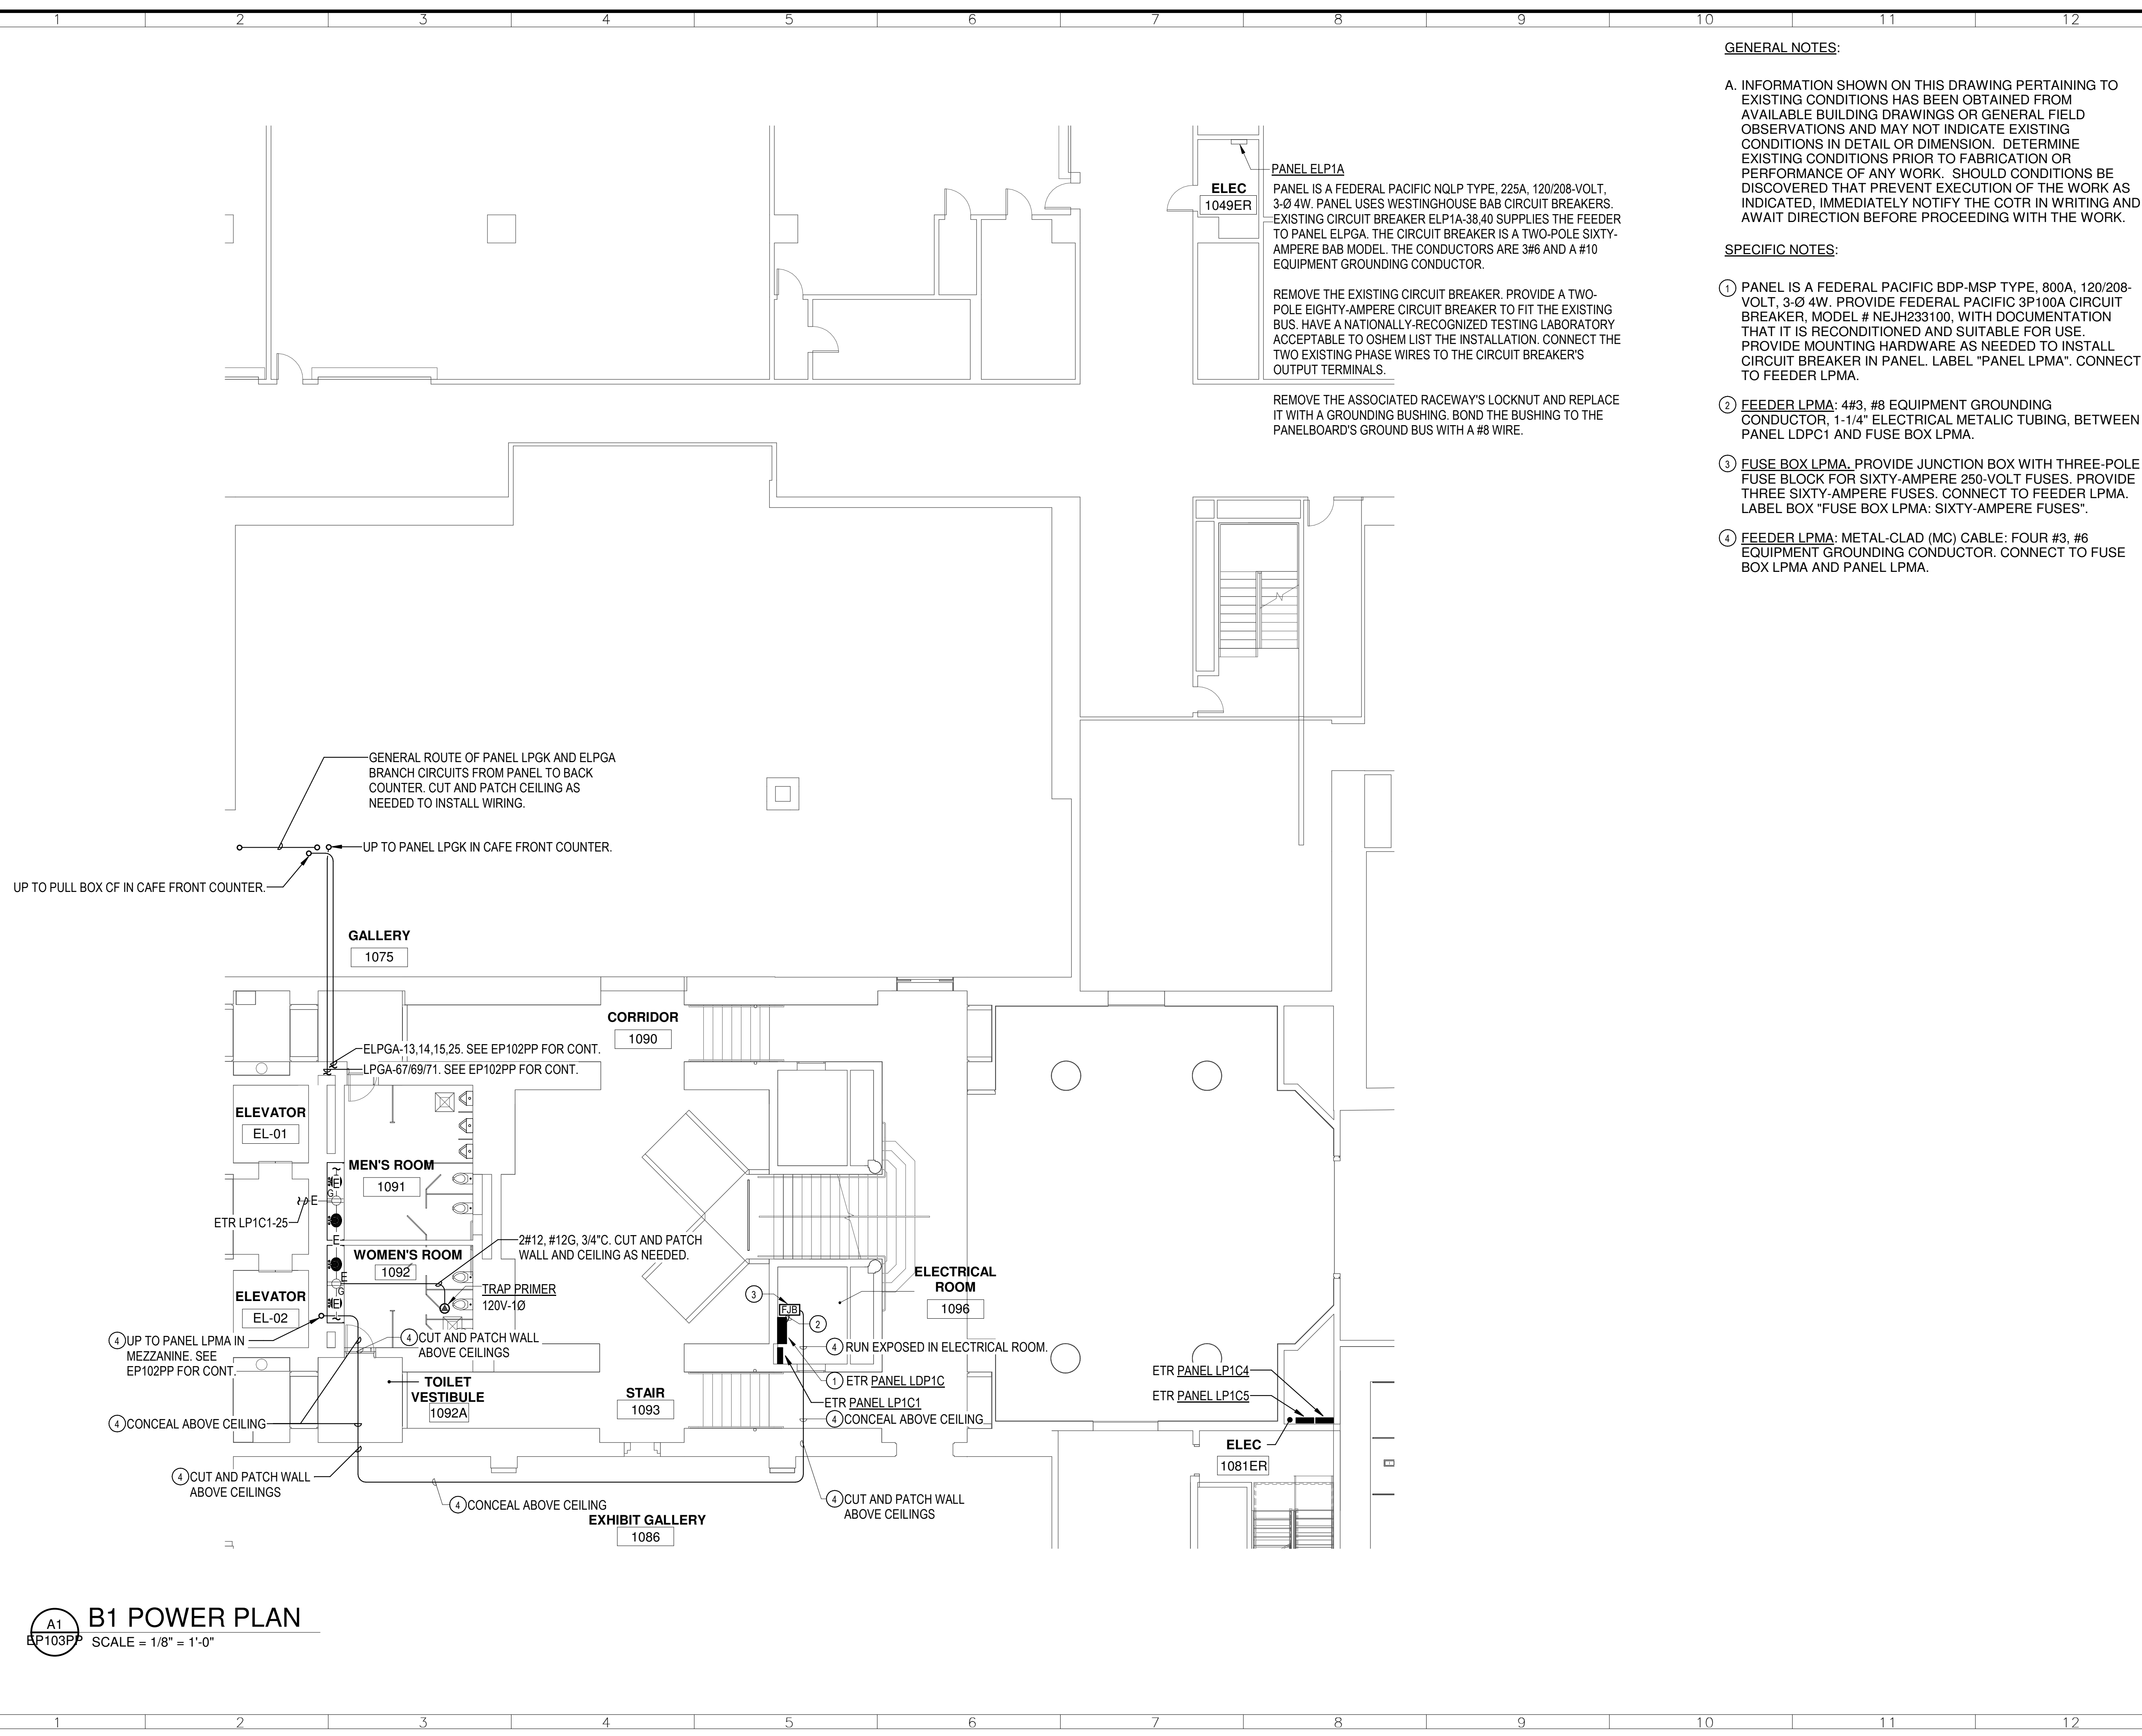 1 2 3 4 5 6 7 8 9 10 11 12
GENERAL NOTES:
A. INFORMATION SHOWN ON THIS DRAWING PERTAINING TO
EXISTING CONDITIONS HAS BEEN OBTAINED FROM
AVAILABLE BUILDING DRAWINGS OR GENERAL FIELD
OBSERVATIONS AND MAY NOT INDICATE EXISTING
CONDITIONS IN DETAIL OR DIMENSION. DETERMINE
EXISTING CONDITIONS PRIOR TO FABRICATION OR
PERFORMANCE OF ANY WORK. SHOULD CONDITIONS BE
DISCOVERED THAT PREVENT EXECUTION OF THE WORK AS
INDICATED, IMMEDIATELY NOTIFY THE COTR IN WRITING AND
AWAIT DIRECTION BEFORE PROCEEDING WITH THE WORK.
SPECIFIC NOTES:
1 PANEL IS A FEDERAL PACIFIC BDP-MSP TYPE, 800A, 120/208-
VOLT, 3-Ø 4W. PROVIDE FEDERAL PACIFIC 3P100A CIRCUIT
BREAKER, MODEL # NEJH233100, WITH DOCUMENTATION
THAT IT IS RECONDITIONED AND SUITABLE FOR USE.
PROVIDE MOUNTING HARDWARE AS NEEDED TO INSTALL
CIRCUIT BREAKER IN PANEL. LABEL "PANEL LPMA". CONNECT
TO FEEDER LPMA.
2 FEEDER LPMA: 4#3, #8 EQUIPMENT GROUNDING
CONDUCTOR, 1-1/4" ELECTRICAL METALIC TUBING, BETWEEN
PANEL LDPC1 AND FUSE BOX LPMA.
3 FUSE BOX LPMA. PROVIDE JUNCTION BOX WITH THREE-POLE
FUSE BLOCK FOR SIXTY-AMPERE 250-VOLT FUSES. PROVIDE
THREE SIXTY-AMPERE FUSES. CONNECT TO FEEDER LPMA.
LABEL BOX "FUSE BOX LPMA: SIXTY-AMPERE FUSES".
4 FEEDER LPMA: METAL-CLAD (MC) CABLE: FOUR #3, #6
EQUIPMENT GROUNDING CONDUCTOR. CONNECT TO FUSE
BOX LPMA AND PANEL LPMA.
PANEL ELP1A
PANEL IS A FEDERAL PACIFIC NQLP TYPE, 225A, 120/208-VOLT,
3-Ø 4W. PANEL USES WESTINGHOUSE BAB CIRCUIT BREAKERS.
EXISTING CIRCUIT BREAKER ELP1A-38,40 SUPPLIES THE FEEDER
TO PANEL ELPGA. THE CIRCUIT BREAKER IS A TWO-POLE SIXTY-
AMPERE BAB MODEL. THE CONDUCTORS ARE 3#6 AND A #10
EQUIPMENT GROUNDING CONDUCTOR.
REMOVE THE EXISTING CIRCUIT BREAKER. PROVIDE A TWO-
POLE EIGHTY-AMPERE CIRCUIT BREAKER TO FIT THE EXISTING
BUS. HAVE A NATIONALLY-RECOGNIZED TESTING LABORATORY
ACCEPTABLE TO OSHEM LIST THE INSTALLATION. CONNECT THE
TWO EXISTING PHASE WIRES TO THE CIRCUIT BREAKER'S
OUTPUT TERMINALS.
REMOVE THE ASSOCIATED RACEWAY'S LOCKNUT AND REPLACE
IT WITH A GROUNDING BUSHING. BOND THE BUSHING TO THE
PANELBOARD'S GROUND BUS WITH A #8 WIRE.
ELEC
1049ER
GENERAL ROUTE OF PANEL LPGK AND ELPGA
BRANCH CIRCUITS FROM PANEL TO BACK
COUNTER. CUT AND PATCH CEILING AS
NEEDED TO INSTALL WIRING.
UP TO PANEL LPGK IN CAFE FRONT COUNTER.
UP TO PULL BOX CF IN CAFE FRONT COUNTER.
GALLERY
1075
CORRIDOR
1090
ELPGA-13,14,15,25. SEE EP102PP FOR CONT.
LPGA-67/69/71. SEE EP102PP FOR CONT.
ELEVATOR
EL-01
MEN'S ROOM
1091
E
G
E
ETR LP1C1-25
E
2#12, #12G, 3/4"C. CUT AND PATCH
WALL AND CEILING AS NEEDED.
WOMEN'S ROOM
1092
E
G
E
TRAP PRIMER
120V-1Ø
ELEVATOR
EL-02
ELECTRICAL
ROOM
1096
3
FJB
2
4 UP TO PANEL LPMA IN
MEZZANINE. SEE
EP102PP FOR CONT.
4 CUT AND PATCH WALL
ABOVE CEILINGS
4 RUN EXPOSED IN ELECTRICAL ROOM.
1 ETR PANEL LDP1C
ETR PANEL LP1C1
4 CONCEAL ABOVE CEILING
TOILET
VESTIBULE
1092A
STAIR
1093
4 CONCEAL ABOVE CEILING
ETR PANEL LP1C4
ETR PANEL LP1C5
ELEC
1081ER
4 CUT AND PATCH WALL
ABOVE CEILINGS
4 CONCEAL ABOVE CEILING
4 CUT AND PATCH WALL
ABOVE CEILINGS
EXHIBIT GALLERY
1086
A1
EP103PP
B1 POWER PLAN
SCALE = 1/8" = 1'-0"
1 2 3 4 5 6 7 8 9 10 11 12